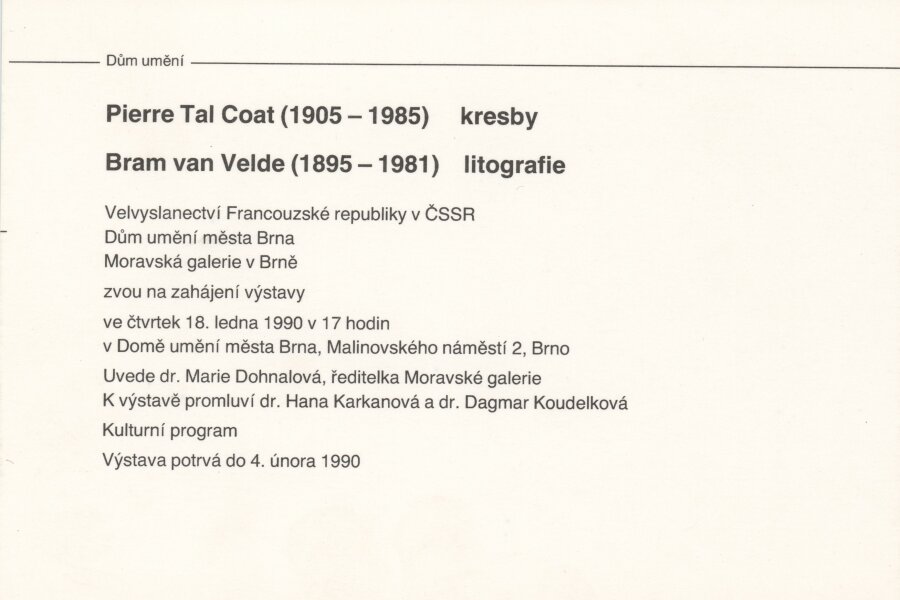 Dům umění
Pierre Tal Coat (1905 – 1985) kresby
Bram van Velde (1895 – 1981) litografie
Velvyslanectví Francouzské republiky v ČSSR
Dům umění města Brna
Moravská galerie v Brně
zvou na zahájení výstavy
ve čtvrtek 18. ledna 1990 v 17 hodin
v Domě umění města Brna, Malinovského náměstí 2, Brno
Uvede dr. Marie Dohnalová, ředitelka Moravské galerie
K výstavě promluví dr. Hana Karkanová a dr. Dagmar Koudelková
Kulturní program
Výstava potrvá do 4. února 1990